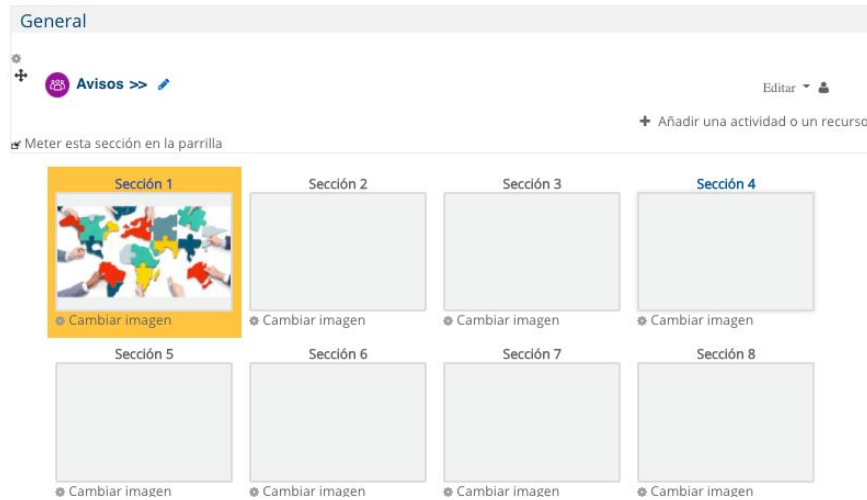 General
Avisos >>
Editar
Añadir una actividad o un recurso
Meter esta sección en la parrilla
Sección 1
Sección 2
Sección 3
Sección 4
Cambiar imagen
Cambiar imagen
Cambiar imagen
Cambiar imagen
Sección 5
Sección 6
Sección 7
Sección 8
Cambiar imagen
Cambiar imagen
Cambiar imagen
Cambiar imagen